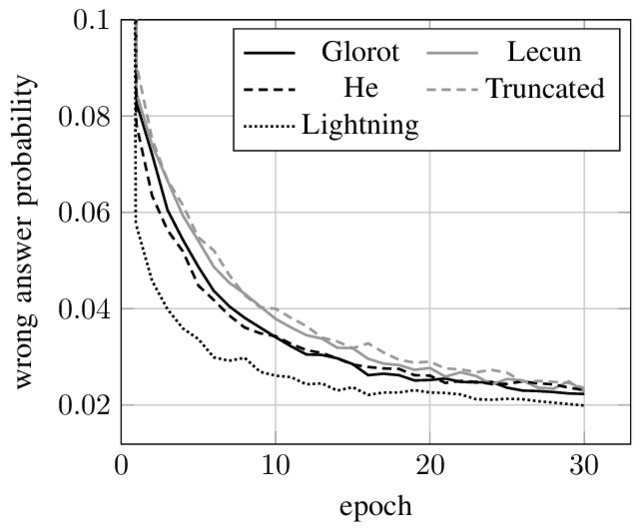 0.1
0.08
0.06
0.04
0.02
wrong answer probability
Glorot Lecun
He Truncated
Lightning
0 10 20 30
epoch